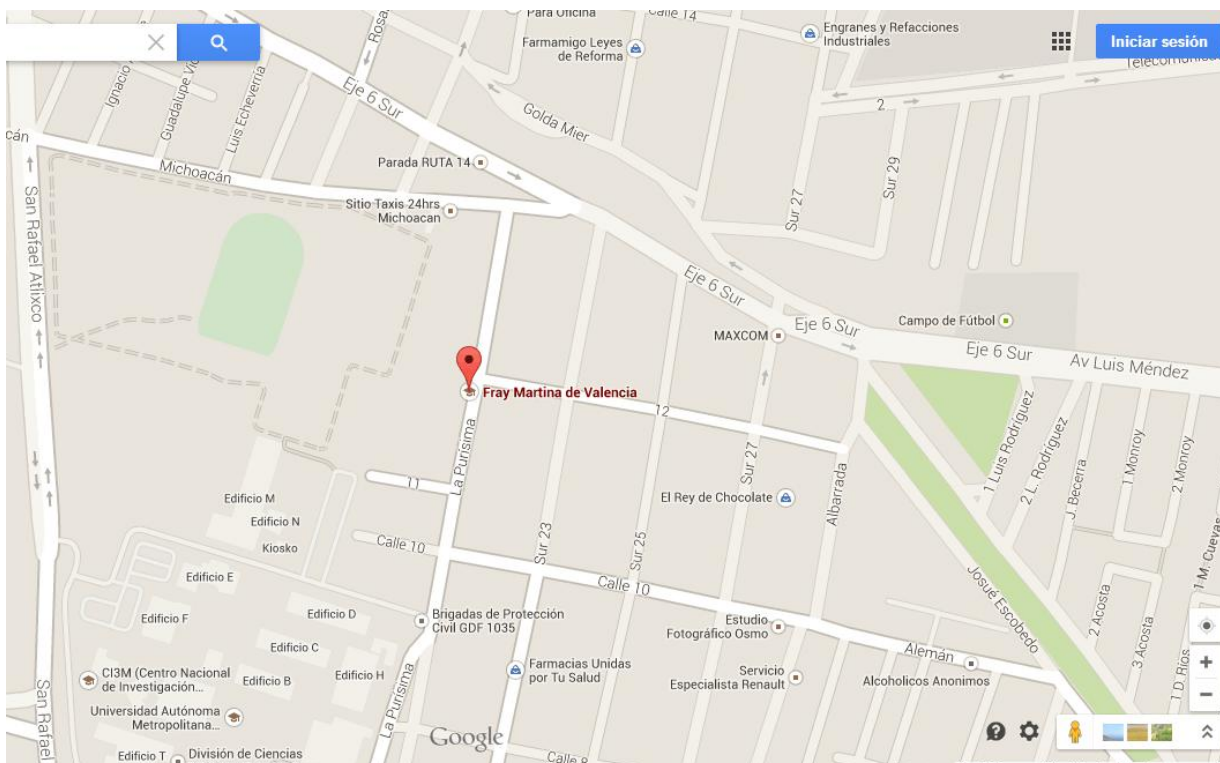 Para Oficina
Calle 14
Engranes y Refacciones
Industriales
Iniciar sesión
Farmamigo Leyes
de Reforma
Guadalupe Vic
Luis Echeverría
Eje 6 Sur
Golda Mier
2
cán
Michoacán
Parada RUTA 14
Sitio Taxis 24hrs
Michoacan
Sur 27
Sur 29
San Rafael Atlixco
Eje 6 Sur
MAXCOM
Eje 6 Sur
Campo de Fútbol
Eje 6 Sur
Av Luis Méndez
Fray Martina de Valencia
12
La Purisima
11
Sur 27
El Rey de Chocolate
Albarrada
1 Luis Rodríguez
2 L. Rodríguez
J. Becerra
1 Monroy
2 Monroy
Edificio M
Edificio N
Kiosko
Calle 10
Sur 23
Sur 25
Calle 10
1 M. Cuevas
Josué Escobedo
Edificio E
Edificio F
Edificio D
Edificio C
Brigadas de Protección
Civil GDF 1035
Estudio
Fotográfico Osmo
Alemán
2 Acosta
3 Acosta
1 D. Rios
CI3M (Centro Nacional
de Investigación...
Edificio B
Edificio H
Farmacias Unidas
por Tu Salud
Servicio
Especialista Renault
Alcoholicos Anonimos
San Rafael
Universidad Autónoma
Metropolitana...
La Purisima
Google
Edificio T
División de Ciencias